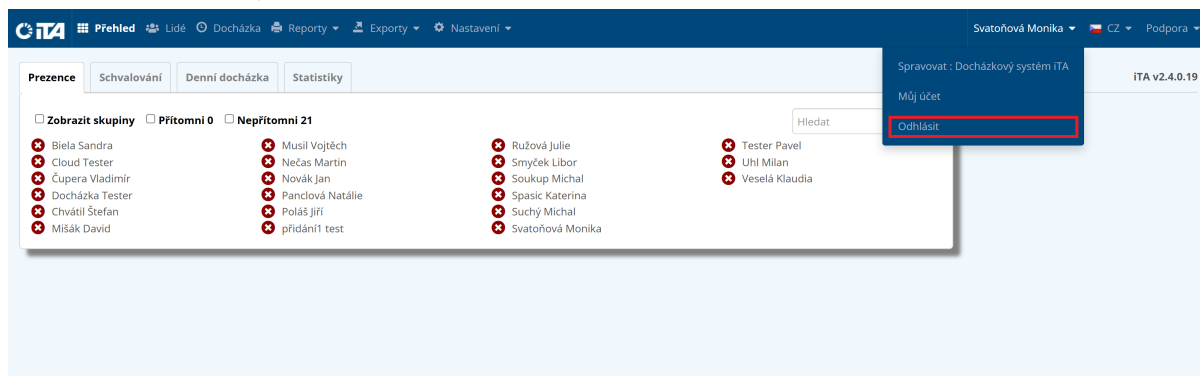 iTA Přehled Lidé Docházka Reporty Exporty Nastavení Svatoňová Monika CZ Podpora
Spravovat : Docházkový systém iTA
Můj účet
Odhlásit
Prezence Schvalování Denní docházka Statistiky iTA v2.4.0.19
Zobrazit skupiny Přítomni 0 Nepřítomni 21 Hledat
Biela Sandra Musil Vojtěch Ružová Julie Tester Pavel
Cloud Tester Nečas Martin Smyček Libor Uhl Milan
Čupera Vladimír Novák Jan Soukup Michal Veselá Klaudia
Docházka Tester Panclová Natálie Spasic Katerina
Chvátil Štefan Poláš Jiří Suchý Michal
Mišák David přidání1 test Svatoňová Monika